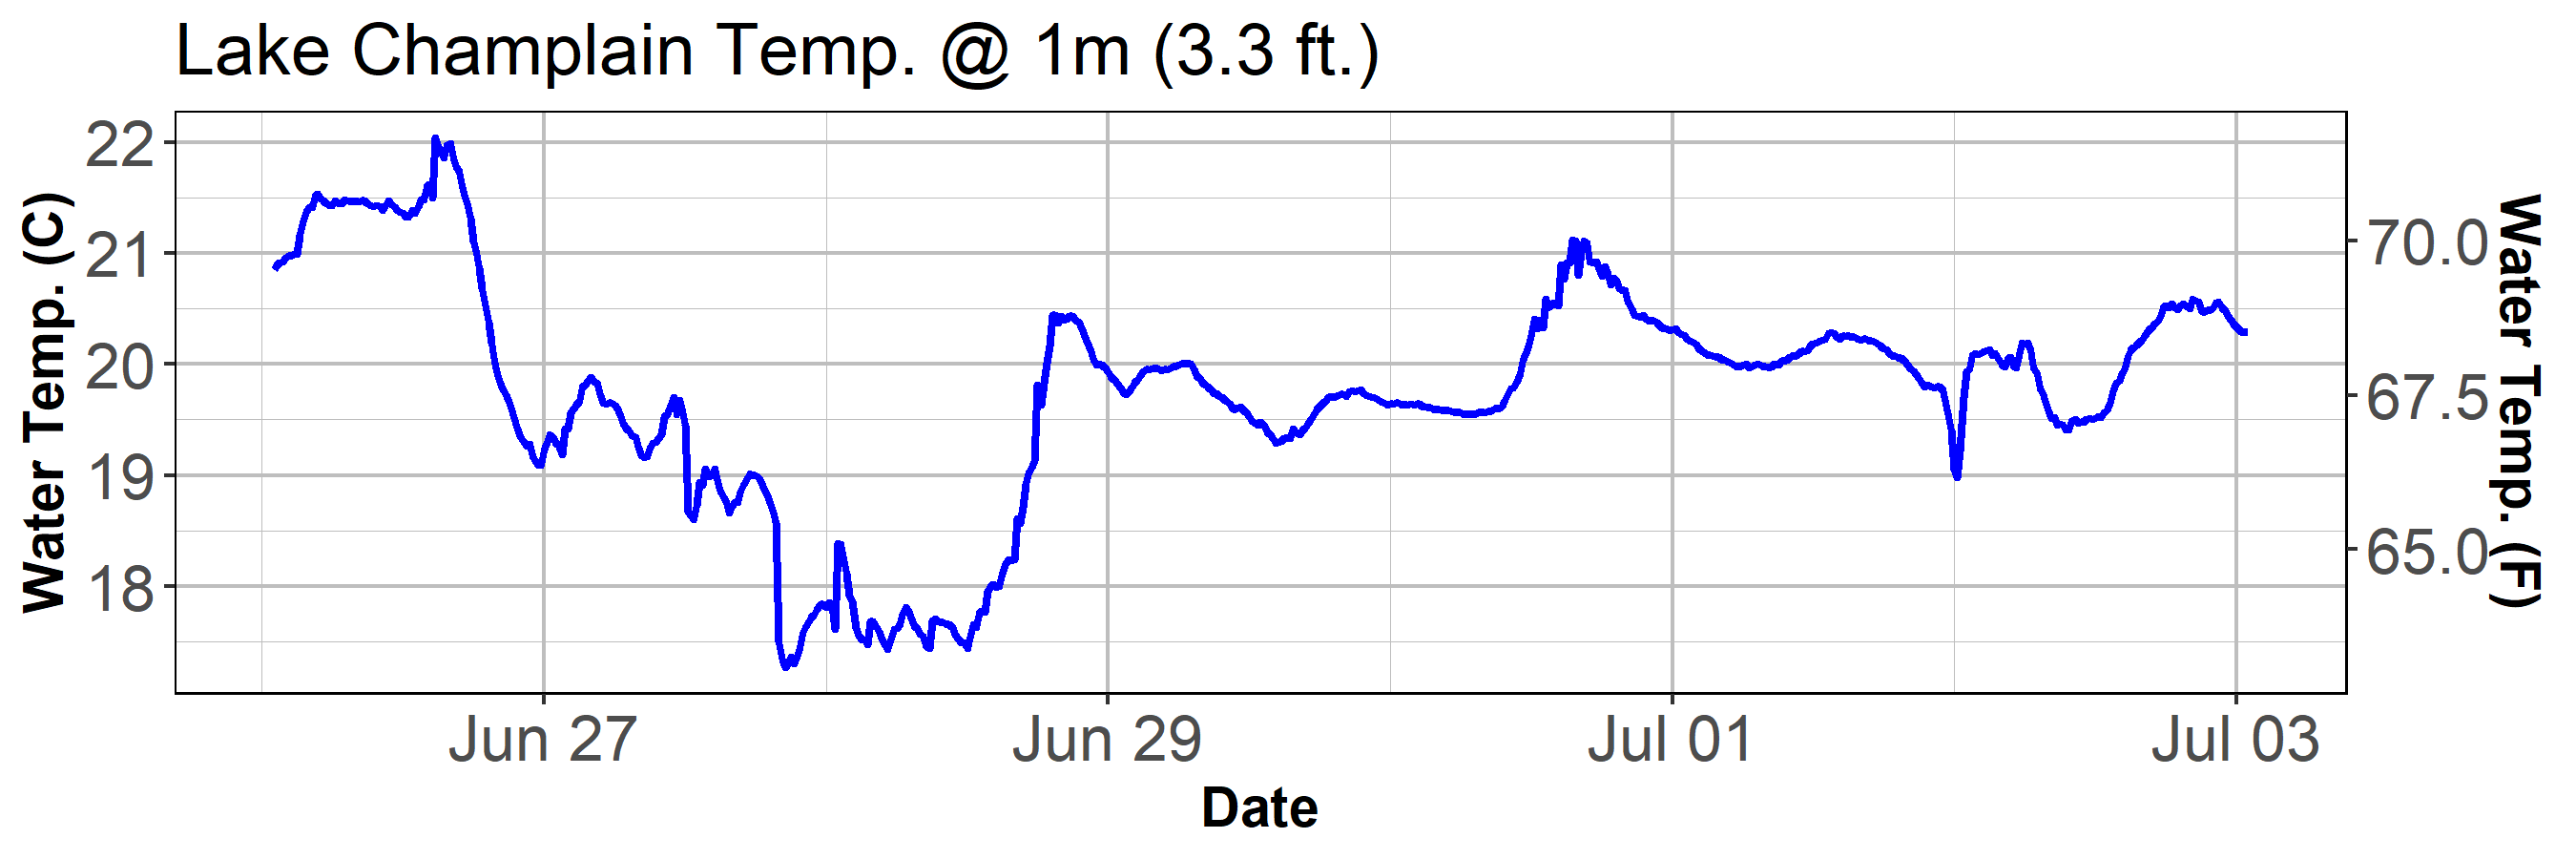 Lake Champlain Temp. @ 1m (3.3 ft.)
Water Temp. (C)
22
21
20
19
18
70.0
67.5
65.0
Water Temp. (F)
Jun 27
Jun 29
Jul 01
Jul 03
Date